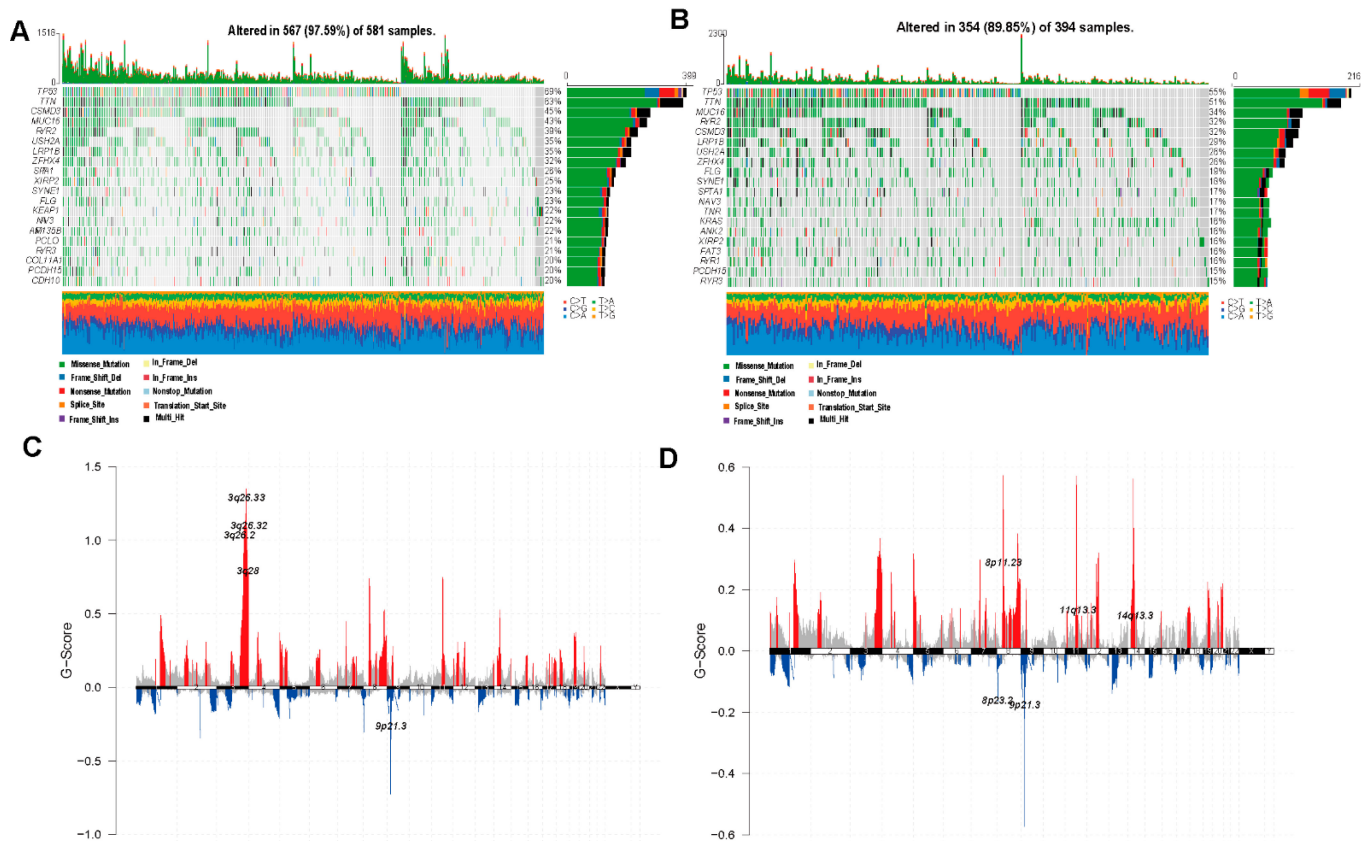 A
Altered in 567 (97.59%) of 581 samples.
1518
0
0
399
TP53 69%
TTN 63%
CSMD3 45%
MUC16 43%
RYR2 39%
USH2A 35%
LRP1B 35%
ZFHX4 32%
26%
XIRP2 25%
SYNE1 23%
FLG 23%
KEAP1 22%
22%
22%
PCLO 21%
RYR3 21%
COL11A1 20%
PCDH15 20%
CDH10 20%
C>T T>A
C>G T>C
C>A T>G
Missense_Mutation In_Frame_Del
Frame_Shift_Del In_Frame_Ins
Nonsense_Mutation Nonstop_Mutation
Splice_Site Translation_Start_Site
Frame_Shift_Ins Multi_Hit
B
Altered in 354 (89.85%) of 394 samples.
0
0
216
TP53 55%
TTN 51%
MUC16 34%
RYR2 32%
CSMD3 32%
LRP1B 29%
USH2A 26%
ZFHX4 26%
FLG 19%
SYNE1 18%
SPTA1 17%
NAV3 17%
TNR 17%
KRAS 16%
ANK2 16%
XIRP2 16%
FAT3 16%
RYR1 16%
PCDH15 15%
RYR3 15%
C>T T>A
C>G T>C
C>A T>G
Missense_Mutation In_Frame_Del
Frame_Shift_Del In_Frame_Ins
Nonsense_Mutation Nonstop_Mutation
Splice_Site Translation_Start_Site
Frame_Shift_Ins Multi_Hit
C
G-Score
1.5
1.0
0.5
0.0
-0.5
-1.0
3q26.33
3q26.32
3q26.2
3q28
9p21.3
D
G-Score
0.6
0.4
0.2
0.0
-0.2
-0.4
-0.6
8p11.23
11q13.3
14q13.3
8p23.2
9p21.3